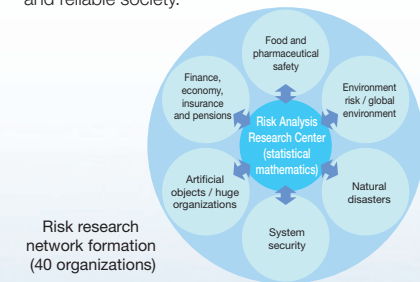 and reliable society.
Food and
pharmaceutical
safety
Finance,
economy,
insurance
and pensions
Environment
risk / global
environment
Risk Analysis
Research Center
(statistical
mathematics)
Artificial
objects / huge
organizations
Natural
disasters
System
security
Risk research
network formation
(40 organizations)